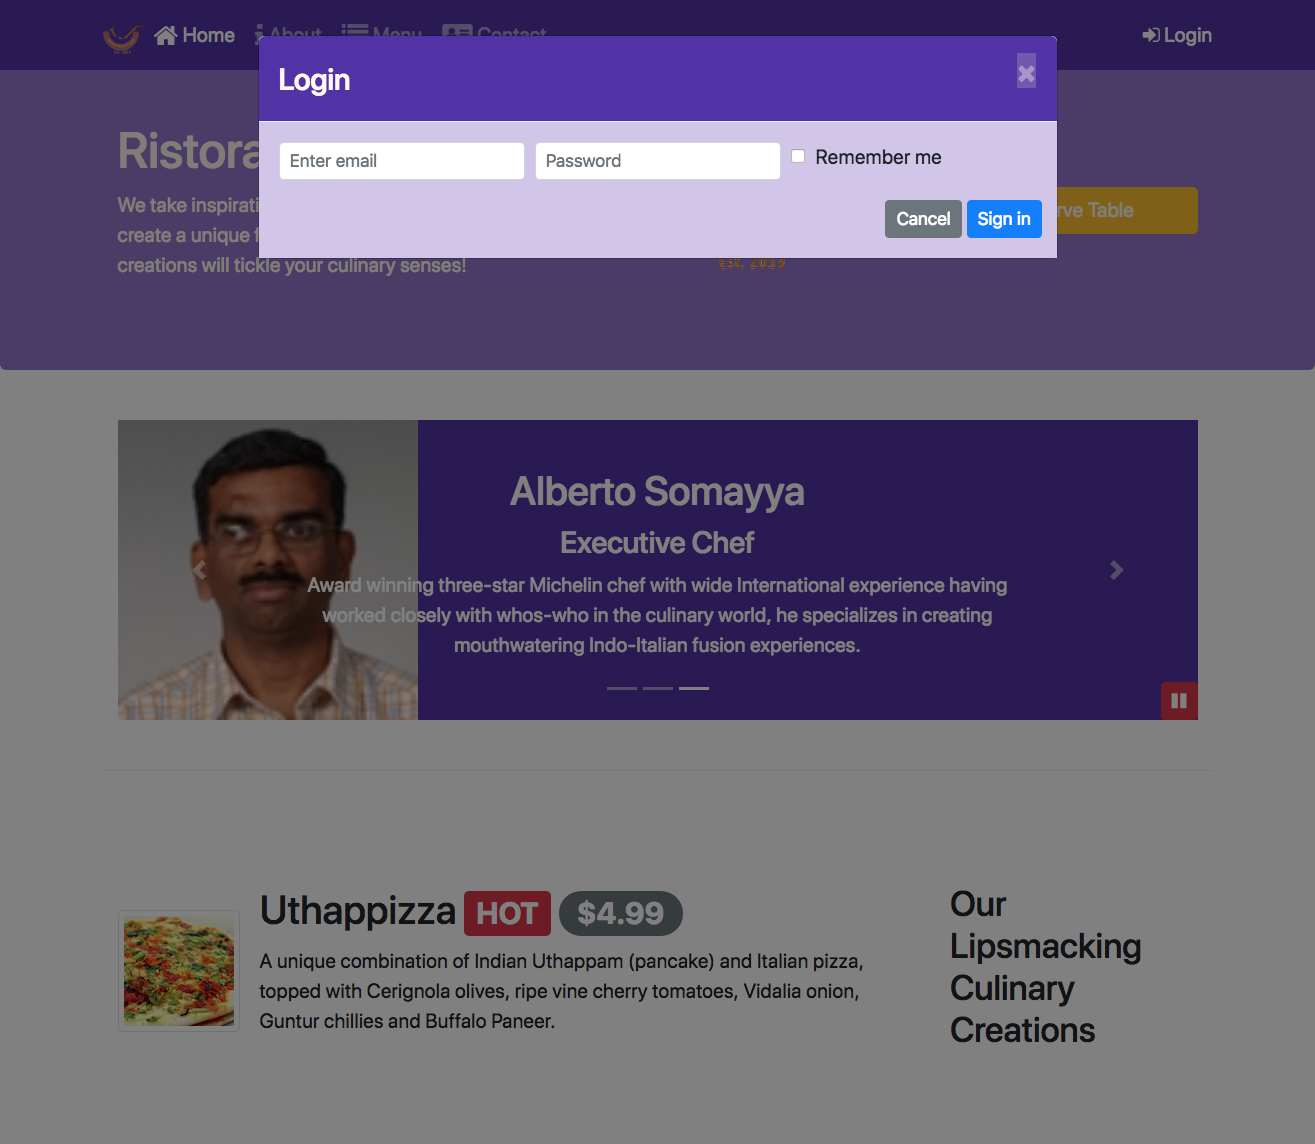 Home About Menu Contact Login
Login ×
Enter email Password Remember me
Cancel Sign in
We take
create a unique
creations will tickle your culinary senses!
Table
Est. 2019
Alberto Somayya
Executive Chef
Award winning three-star Michelin chef with wide International experience having
worked closely with whos-who in the culinary world, he specializes in creating
mouthwatering Indo-Italian fusion experiences.
Uthappizza HOT $4.99
A unique combination of Indian Uthappam (pancake) and Italian pizza,
topped with Cerignola olives, ripe vine cherry tomatoes, Vidalia onion,
Guntur chillies and Buffalo Paneer.
Our
Lipsmacking
Culinary
Creations